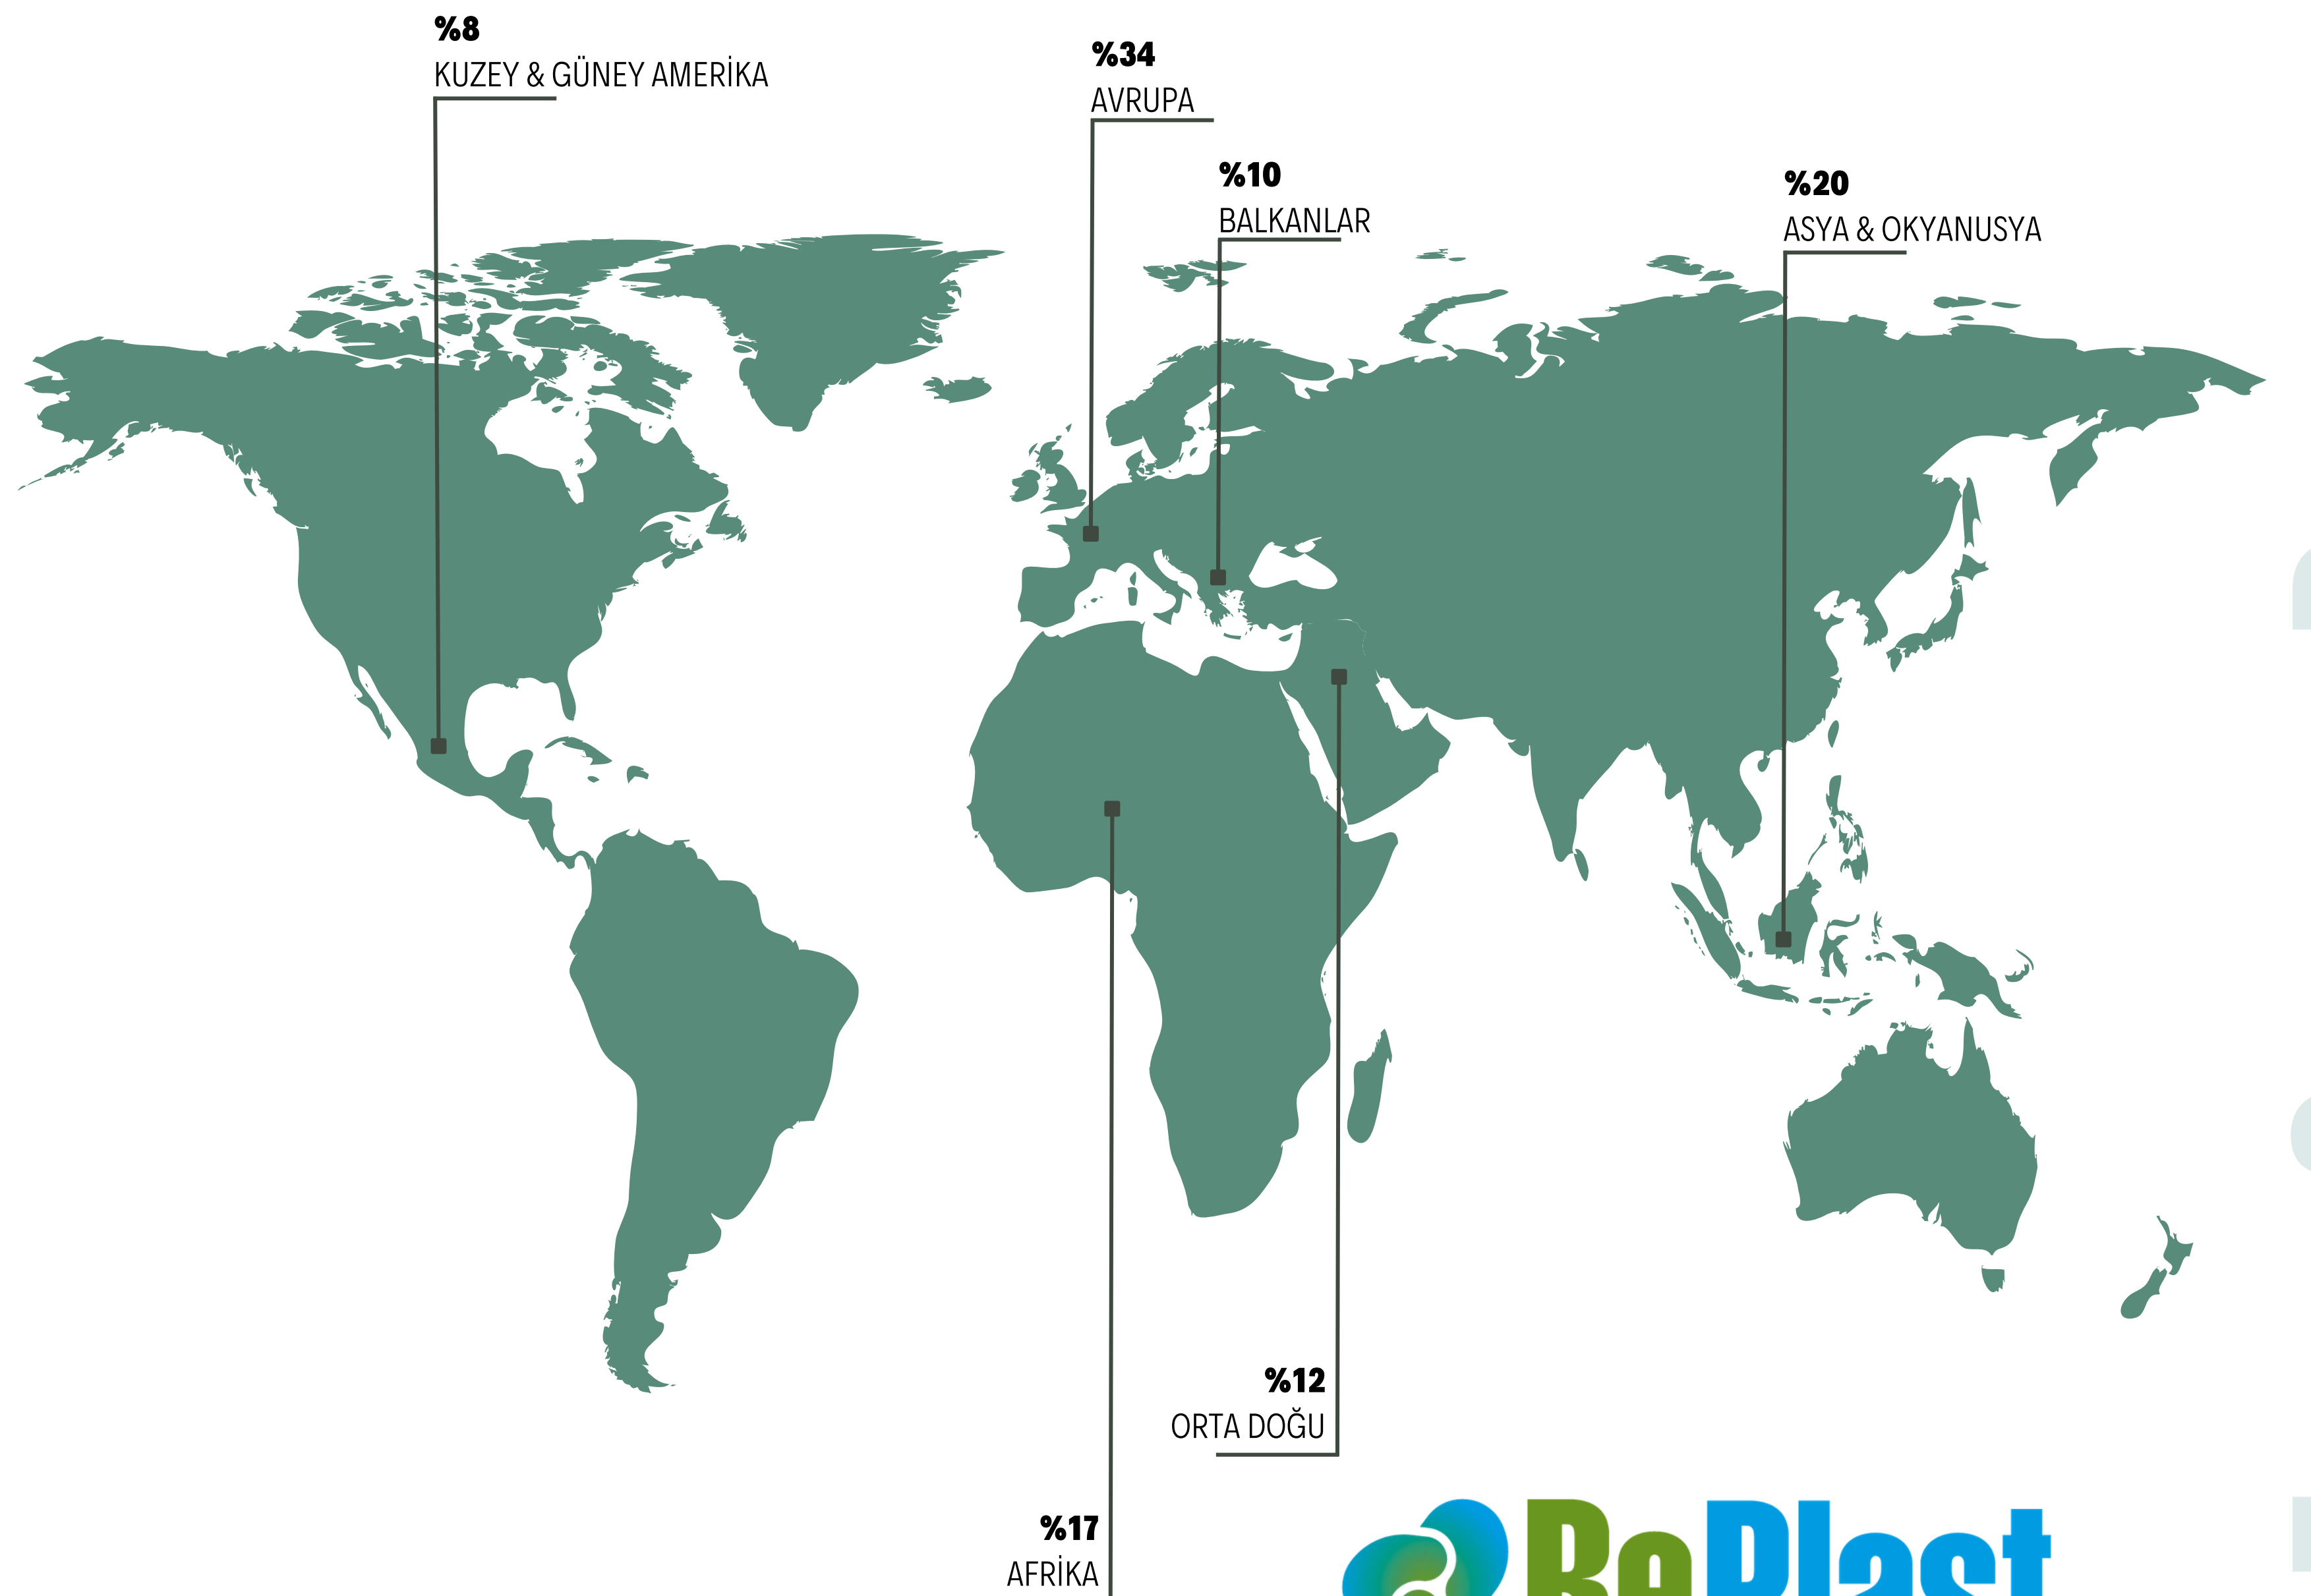 %8
KUZEY & GÜNEY AMERİKA
%34
AVRUPA
%10
BALKANLAR
%20
ASYA & OKYANUSYA
%12
ORTA DOĞU
%17
AFRİKA